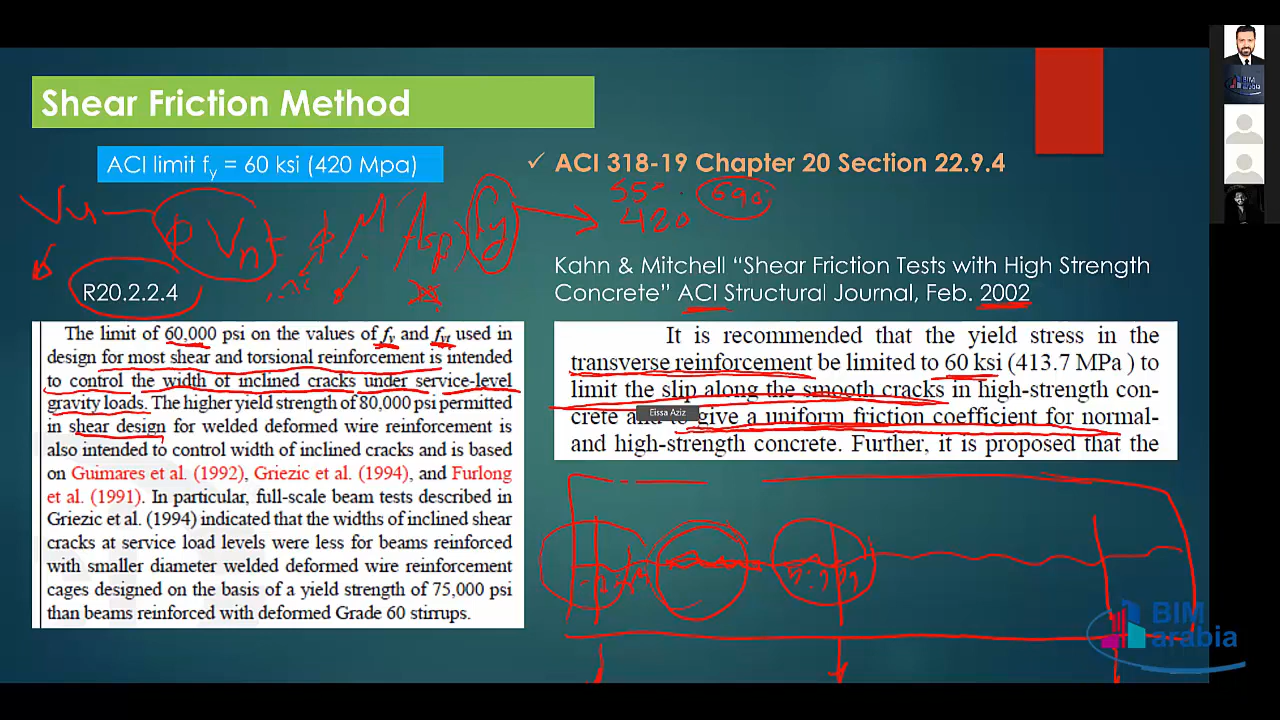 Shear Friction Method
ACI limit fy = 60 ksi (420 Mpa)
✓ ACI 318-19 Chapter 20 Section 22.9.4
420
690
Vu
ϕ Vn = ϕ M Asp fy
R20.2.2.4
The limit of 60,000 psi on the values of fy and fyt used in
design for most shear and torsional reinforcement is intended
to control the width of inclined cracks under service-level
gravity loads. The higher yield strength of 80,000 psi permitted
in shear design for welded deformed wire reinforcement is
also intended to control width of inclined cracks and is based
on Guimares et al. (1992), Griezic et al. (1994), and Furlong
et al. (1991). In particular, full-scale beam tests described in
Griezic et al. (1994) indicated that the widths of inclined shear
cracks at service load levels were less for beams reinforced
with smaller diameter welded deformed wire reinforcement
cages designed on the basis of a yield strength of 75,000 psi
than beams reinforced with deformed Grade 60 stirrups.
Kahn & Mitchell “Shear Friction Tests with High Strength
Concrete” ACI Structural Journal, Feb. 2002
It is recommended that the yield stress in the
transverse reinforcement be limited to 60 ksi (413.7 MPa ) to
limit the slip along the smooth cracks in high-strength con-
crete and to give a uniform friction coefficient for normal-
and high-strength concrete. Further, it is proposed that the
Eissa Aziz
BIM
arabia
BIM
arabia